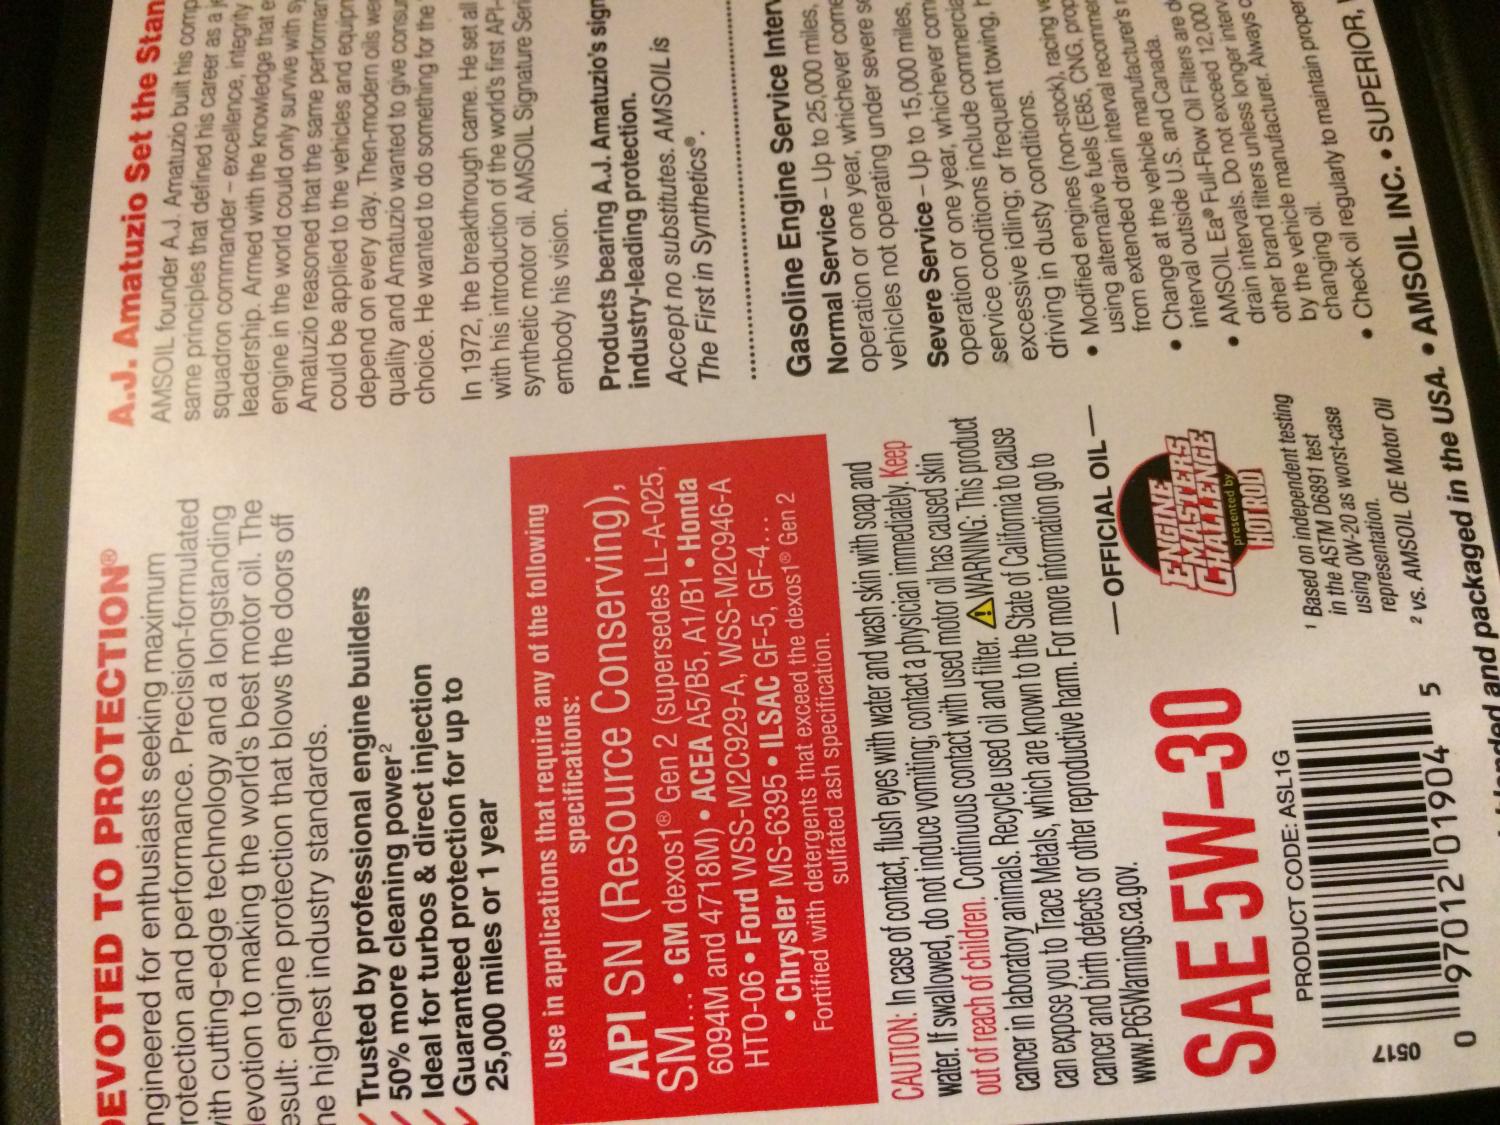 DEVOTED TO PROTECTION®
ngineered for enthusiasts seeking maximum
rotection and performance. Precision-formulated
ith cutting-edge technology and a longstanding
evotion to making the world's best motor oil. The
esult: engine protection that blows the doors off
he highest industry standards.
✓ Trusted by professional engine builders
✓ 50% more cleaning power²
✓ Ideal for turbos & direct injection
✓ Guaranteed protection for up to
25,000 miles or 1 year
Use in applications that require any of the following
specifications:
API SN (Resource Conserving),
SM... • GM dexos1® Gen 2 (supersedes LL-A-025,
6094M and 4718M) • ACEA A5/B5, A1/B1 • Honda
HTO-06 • Ford WSS-M2C929-A, WSS-M2C946-A
• Chrysler MS-6395 • ILSAC GF-5, GF-4...
Fortified with detergents that exceed the dexos1® Gen 2
sulfated ash specification.
CAUTION: In case of contact, flush eyes with water and wash skin with soap and
water. If swallowed, do not induce vomiting; contact a physician immediately. Keep
out of reach of children. Continuous contact with used motor oil has caused skin
cancer in laboratory animals. Recycle used oil and filter. ⚠WARNING: This product
can expose you to Trace Metals, which are known to the State of California to cause
cancer and birth defects or other reproductive harm. For more information go to
www.P65Warnings.ca.gov.
SAE 5W-30
PRODUCT CODE: ASL1G
0517
0 97012 01904 5
— OFFICIAL OIL —
ENGINE
MASTERS
CHALLENGE
presented by
HOT ROD
¹ Based on independent testing
in the ASTM D6891 test
using 0W-20 as worst-case
representation.
² vs. AMSOIL OE Motor Oil
A.J. Amatuzio Set the Stan
AMSOIL founder A.J. Amatuzio built his comp
same principles that defined his career as a j
squadron commander – excellence, integrity
leadership. Armed with the knowledge that e
engine in the world could only survive with sy
Amatuzio reasoned that the same performan
could be applied to the vehicles and equipm
depend on every day. Then-modern oils we
quality and Amatuzio wanted to give consu
choice. He wanted to do something for the
In 1972, the breakthrough came. He set all
with his introduction of the world's first API-
synthetic motor oil. AMSOIL Signature Seri
embody his vision.
Products bearing A.J. Amatuzio's sign
industry-leading protection.
Accept no substitutes. AMSOIL is
The First in Synthetics®.
Gasoline Engine Service Interv
Normal Service – Up to 25,000 miles,
operation or one year, whichever come
vehicles not operating under severe se
Severe Service – Up to 15,000 miles,
operation or one year, whichever com
service conditions include commercia
excessive idling; or frequent towing, h
driving in dusty conditions.
• Modified engines (non-stock), racing v
using alternative fuels (E85, CNG, prop
from extended drain interval recomme
• Change at the vehicle manufacturer's r
interval outside U.S. and Canada.
• AMSOIL Ea® Full-Flow Oil Filters are de
drain intervals. Do not exceed 12,000
other brand filters unless longer interv
by the vehicle manufacturer. Always c
changing oil.
• Check oil regularly to maintain proper
lended and packaged in the USA. • AMSOIL INC. • SUPERIOR,